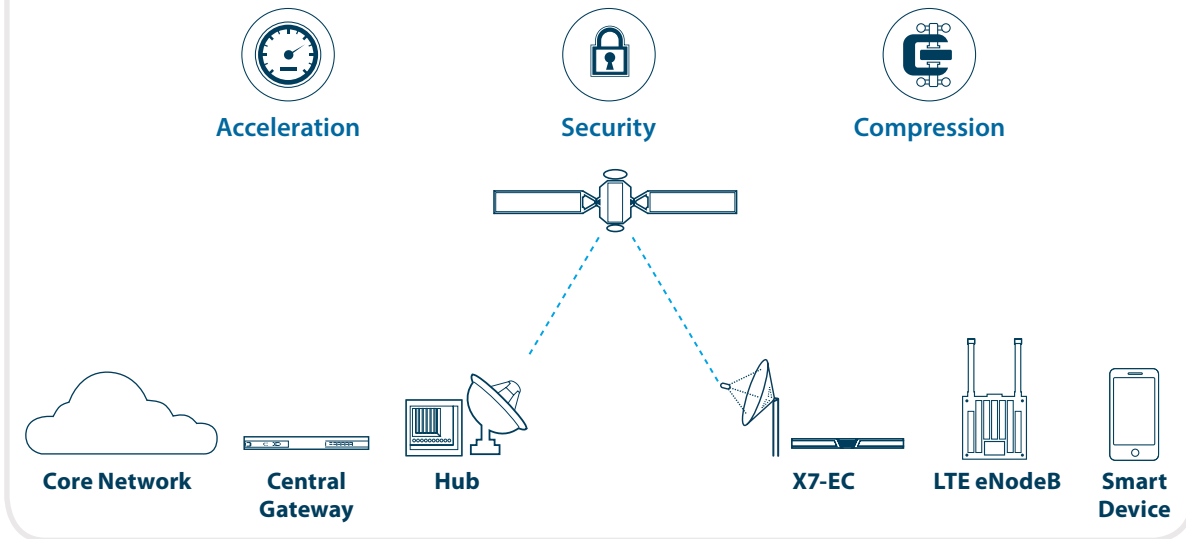 Acceleration
Security
Compression
Core Network
Central
Gateway
Hub
X7-EC
LTE eNodeB
Smart
Device